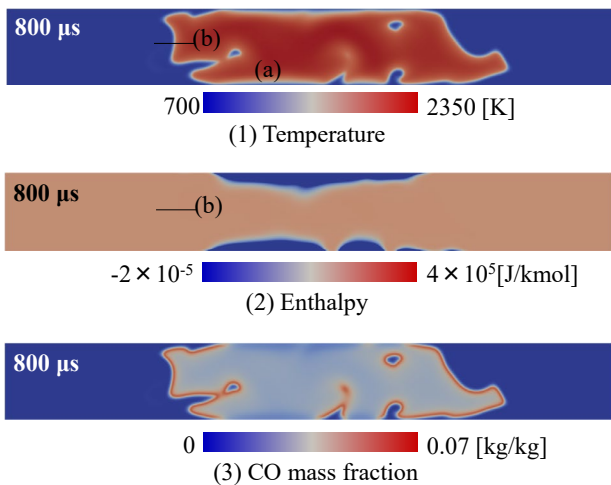 800 μs
(b)
(a)
700 2350 [K]
(1) Temperature
800 μs
(b)
-2×10⁻⁵ 4×10⁵[J/kmol]
(2) Enthalpy
800 μs
0 0.07 [kg/kg]
(3) CO mass fraction